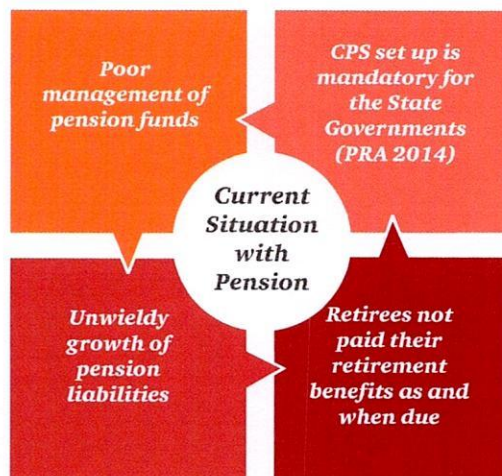 Poor
management of
pension funds
CPS set up is
mandatory for
the State
Governments
(PRA 2014)
Current
Situation
with
Pension
Unwieldy
growth of
pension
liabilities
Retirees not
paid their
retirement
benefits as and
when due